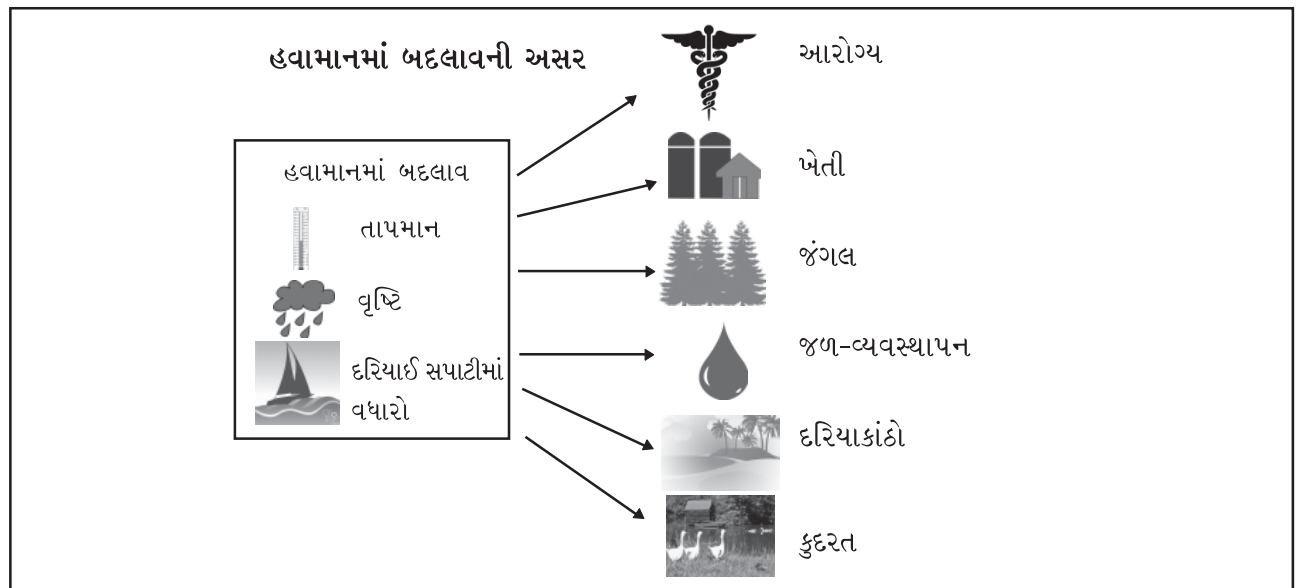 હવામાનમાં બદલાવની અસર
હવામાનમાં બદલાવ
તાપમાન
વૃષ્ટિ
દરિયાઈ સપાટીમાં
વધારો
આરોગ્ય
ખેતી
જંગલ
જળ-વ્યવસ્થાપન
દરિયાકાંઠો
કુદરત